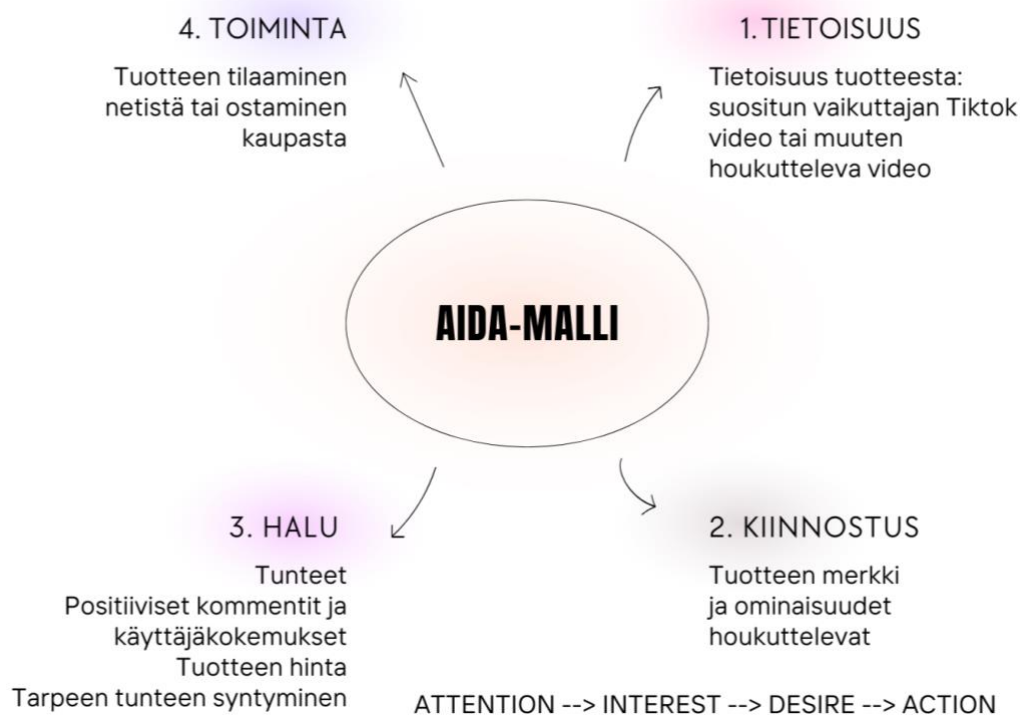 4. TOIMINTA
Tuotteen tilaaminen
netistä tai ostaminen
kaupasta
1. TIETOISUUS
Tietoisuus tuotteesta:
suositun vaikuttajan Tiktok
video tai muuten
houkutteleva video
AIDA-MALLI
3. HALU
Tunteet
Positiiviset kommentit ja
käyttäjäkokemukset
Tuotteen hinta
Tarpeen tunteen syntyminen
2. KIINNOSTUS
Tuotteen merkki
ja ominaisuudet
houkuttelevat
ATTENTION --> INTEREST --> DESIRE --> ACTION